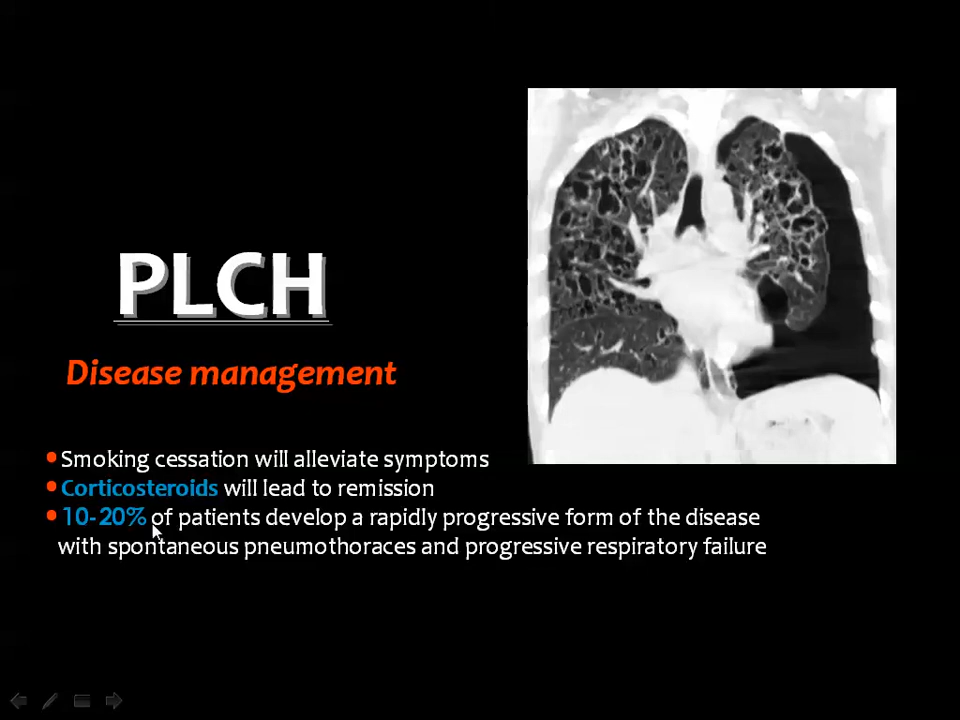 PLCH
Disease management
•Smoking cessation will alleviate symptoms
•Corticosteroids will lead to remission
•10-20% of patients develop a rapidly progressive form of the disease
with spontaneous pneumothoraces and progressive respiratory failure